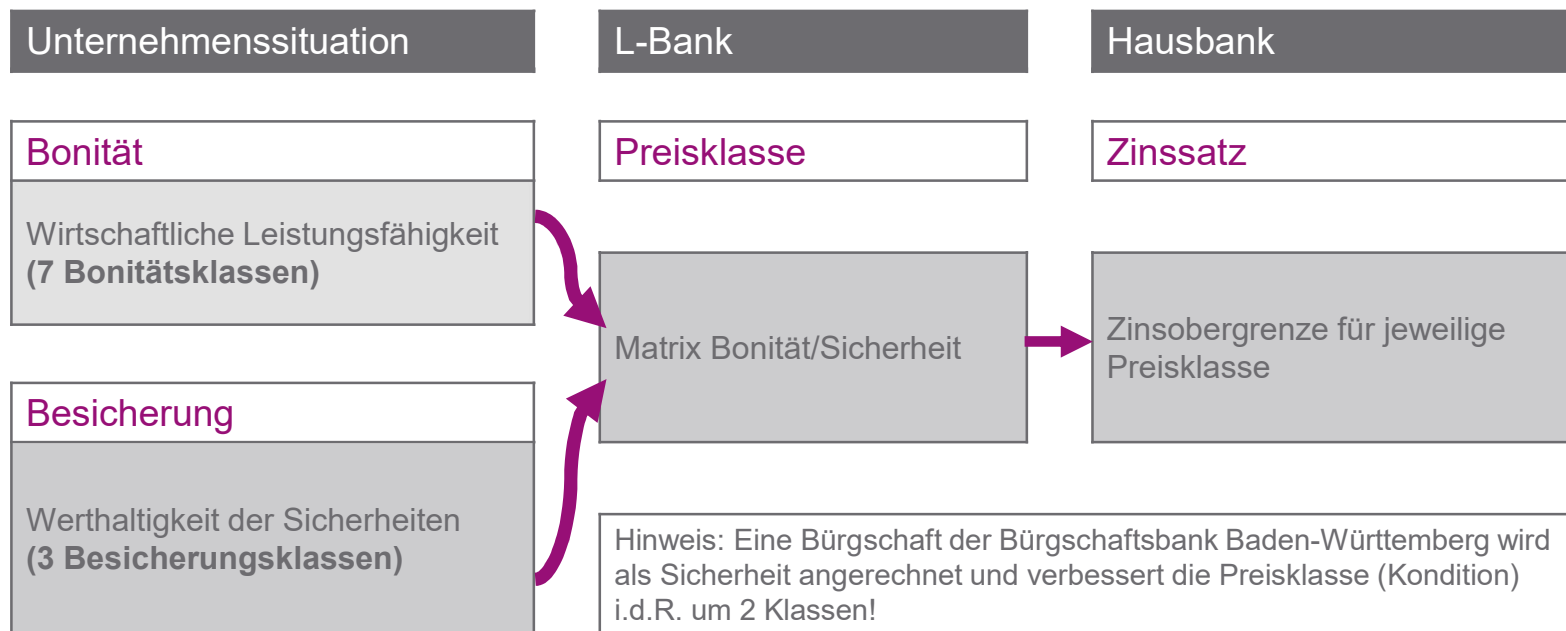 Unternehmenssituation
L-Bank
Hausbank
Bonität
Wirtschaftliche Leistungsfähigkeit
(7 Bonitätsklassen)
Besicherung
Werthaltigkeit der Sicherheiten
(3 Besicherungsklassen)
Preisklasse
Matrix Bonität/Sicherheit
Zinssatz
Zinsobergrenze für jeweilige
Preisklasse
Hinweis: Eine Bürgschaft der Bürgschaftsbank Baden-Württemberg wird
als Sicherheit angerechnet und verbessert die Preisklasse (Kondition)
i.d.R. um 2 Klassen!